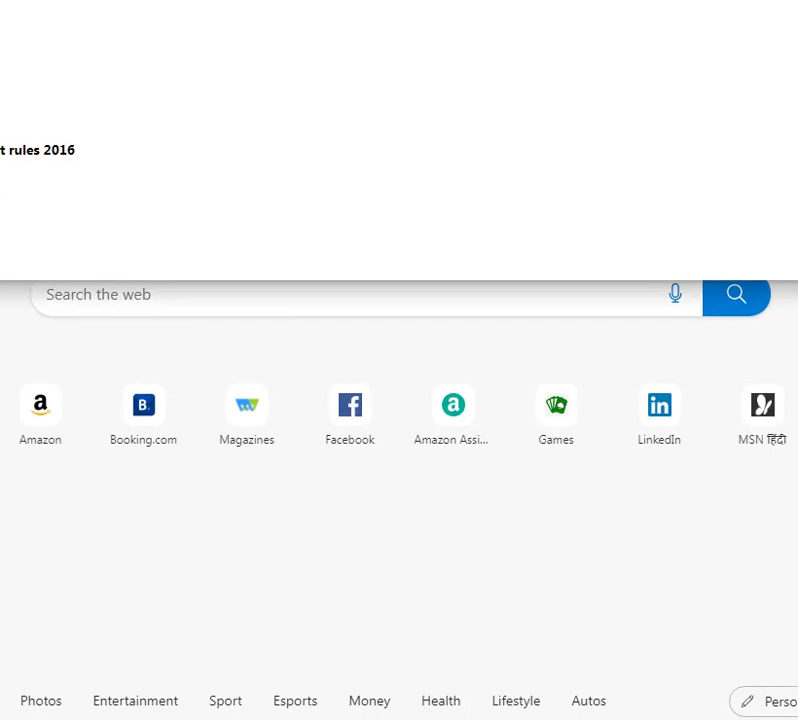 t rules 2016
Search the web
Amazon Booking.com Magazines Facebook Amazon Assi... Games LinkedIn MSN हिंदी
Photos Entertainment Sport Esports Money Health Lifestyle Autos Perso